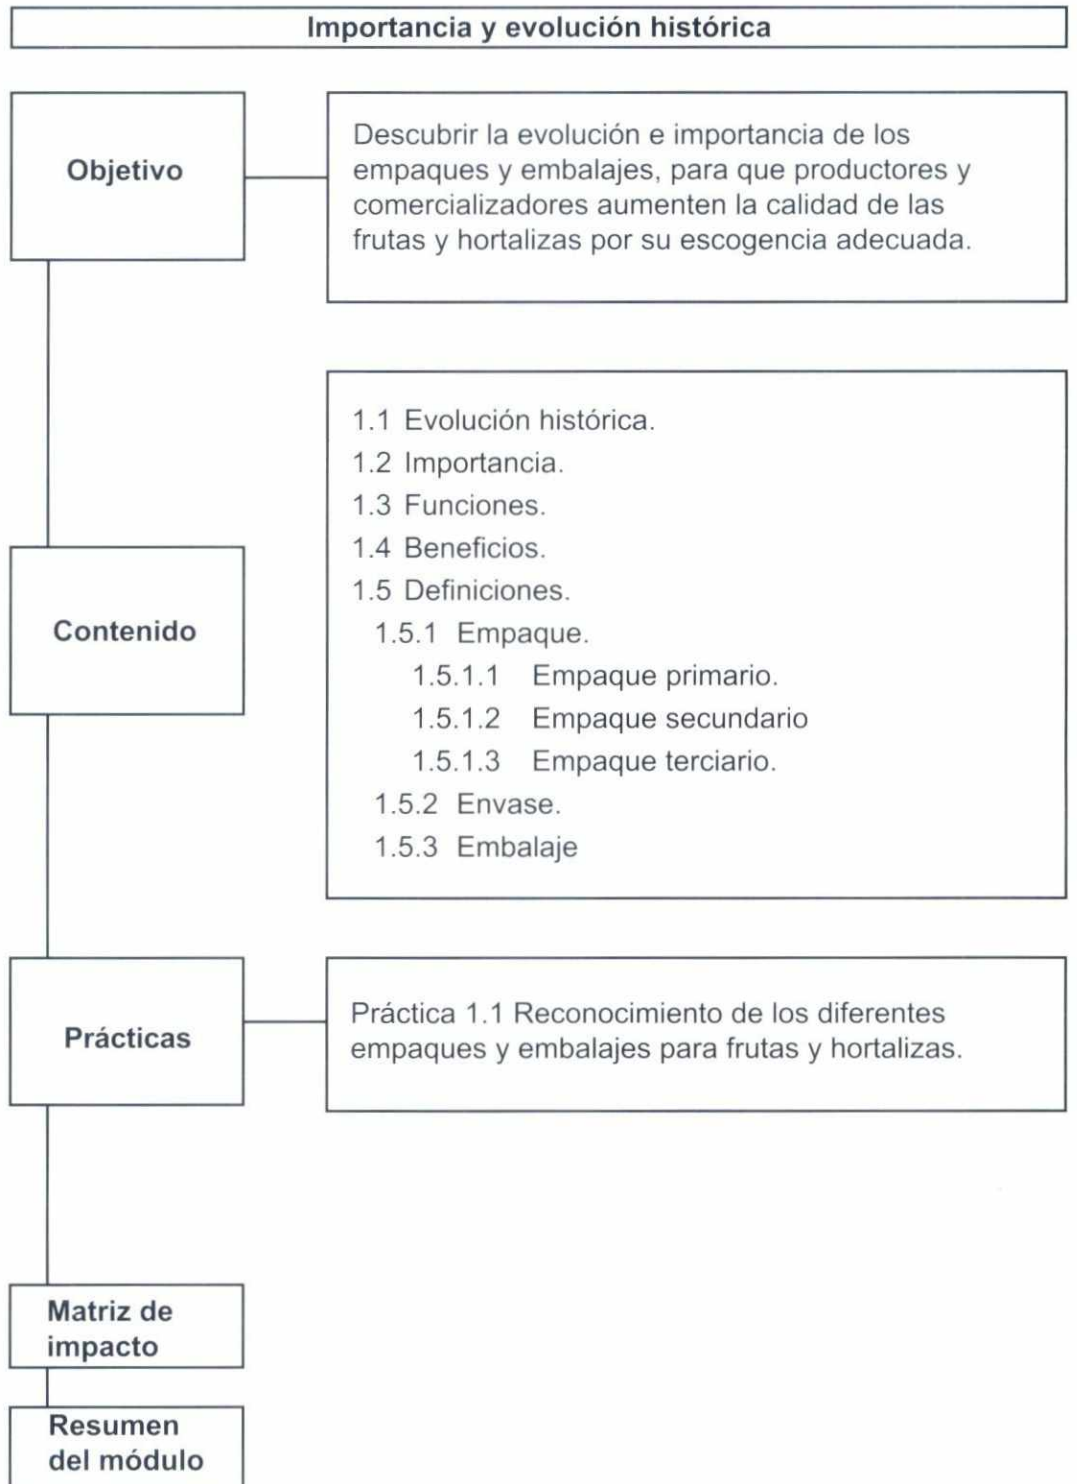 Importancia y evolución histórica
Objetivo
Descubrir la evolución e importancia de los
empaques y embalajes, para que productores y
comercializadores aumenten la calidad de las
frutas y hortalizas por su escogencia adecuada.
Contenido
1.1 Evolución histórica.
1.2 Importancia.
1.3 Funciones.
1.4 Beneficios.
1.5 Definiciones.
1.5.1 Empaque.
1.5.1.1 Empaque primario.
1.5.1.2 Empaque secundario
1.5.1.3 Empaque terciario.
1.5.2 Envase.
1.5.3 Embalaje
Prácticas
Práctica 1.1 Reconocimiento de los diferentes
empaques y embalajes para frutas y hortalizas.
Matriz de
impacto
Resumen
del módulo